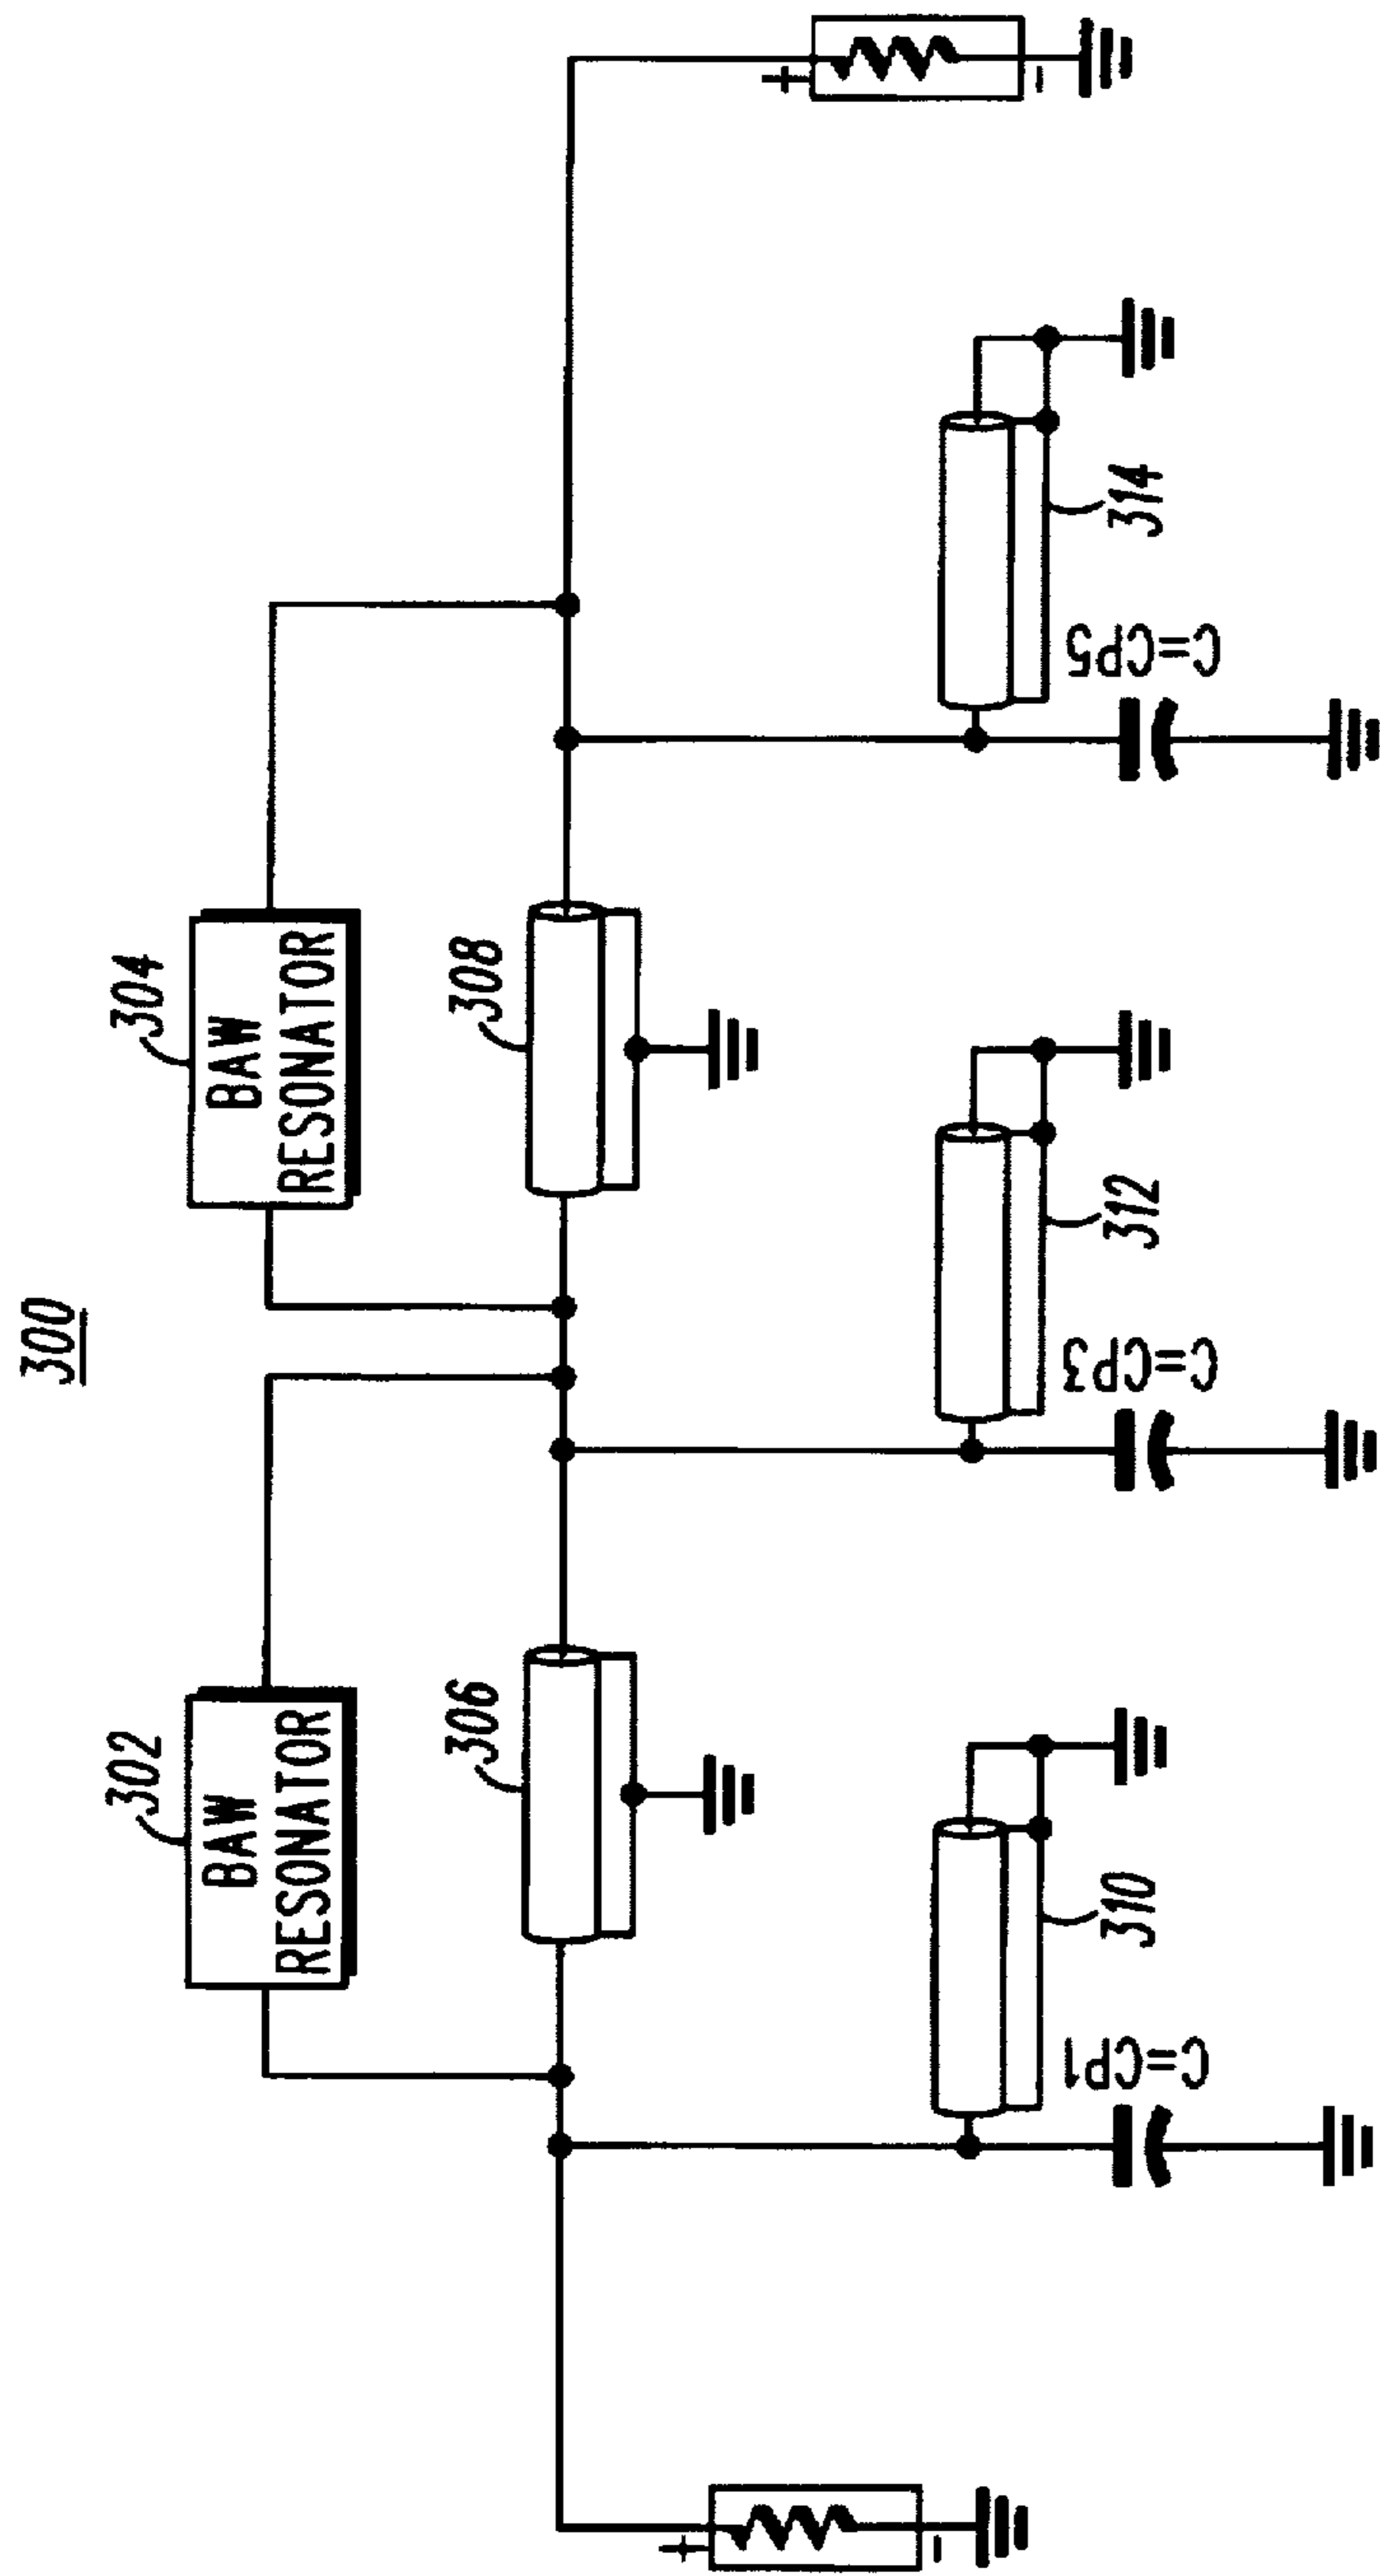 300
302
BAW
RESONATOR
304
BAW
RESONATOR
306
308
+
-
C=CP1
310
C=CP3
312
C=CP5
314
+
-